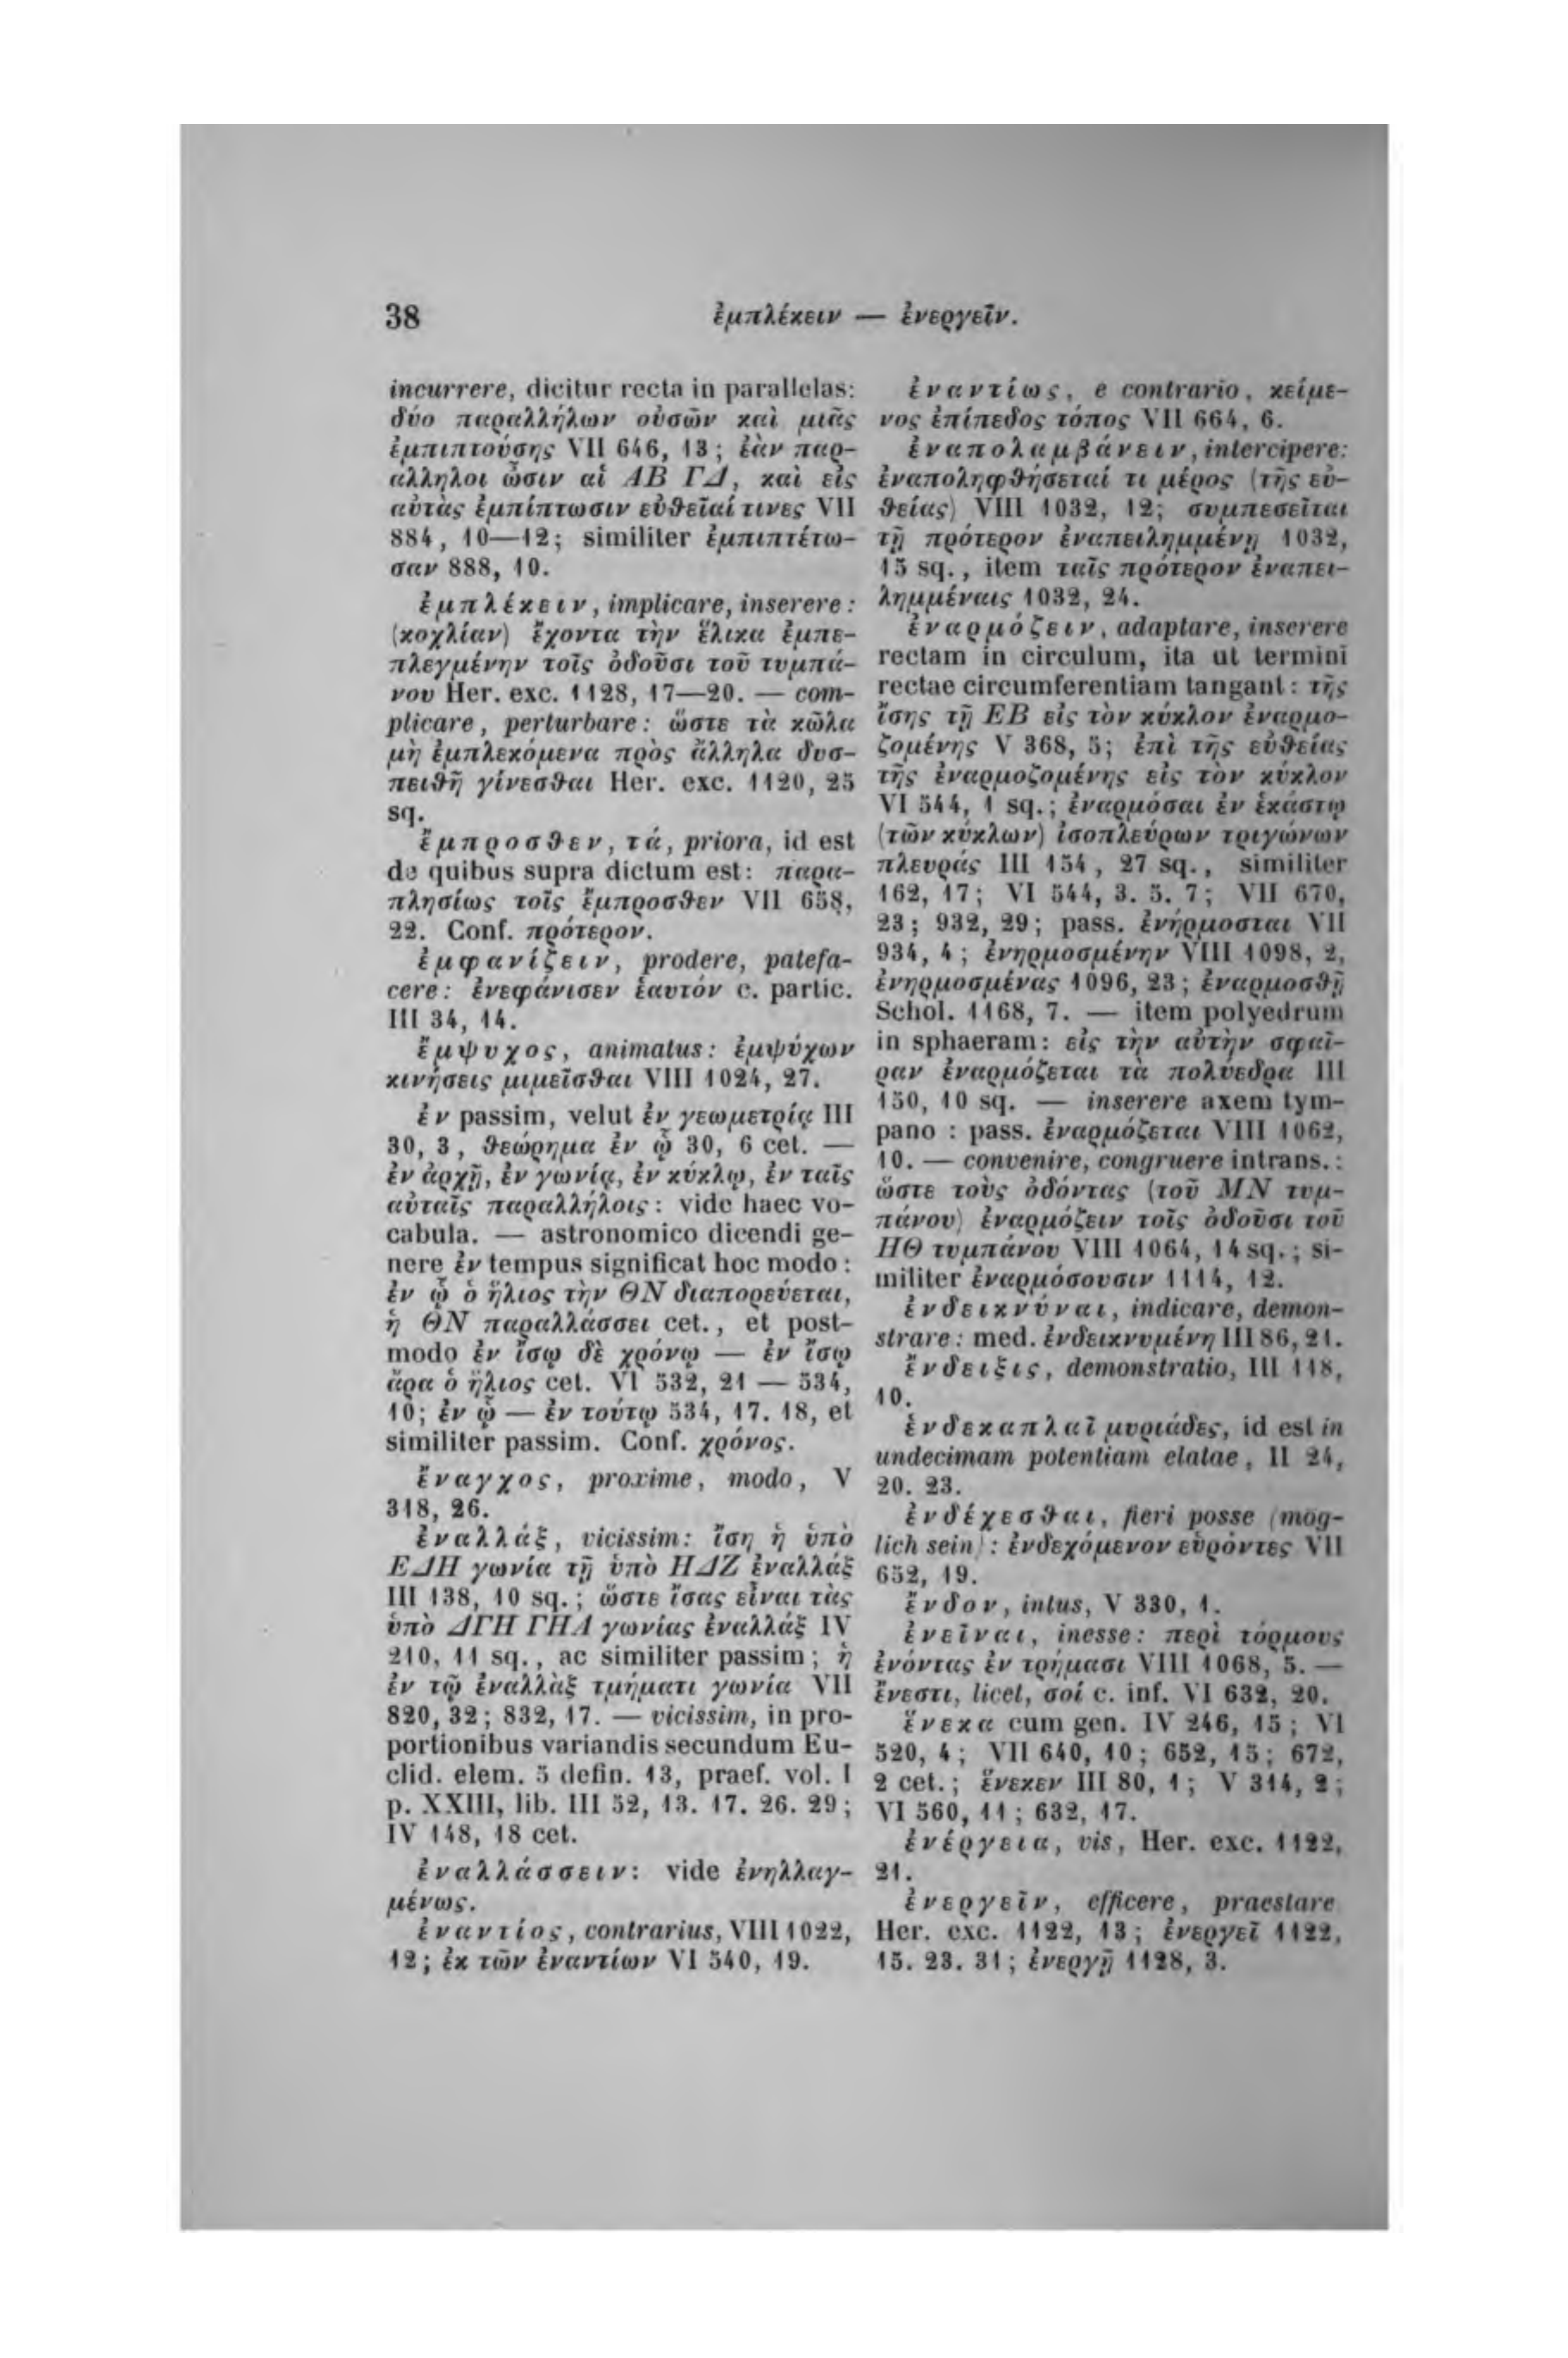 38
ἐμπλέκειν — ἐνεργεῖν.
incurrere, dicitur recta in parallelas:
δύο παραλλήλων οὐσῶν καὶ μιᾶς
ἐμπιπτούσης VII 646, 13; ἐὰν παρ-
άλληλοι ὦσιν αἱ ΑΒ ΓΔ, καὶ εἰς
αὐτὰς ἐμπίπτωσιν εὐθεῖαί τινες VII
884, 10—12; similiter ἐμπιπτέτω-
σαν 888, 10.
ἐμπλέκειν, implicare, inserere:
(κοχλίαν) ἔχοντα τὴν ἕλικα ἐμπε-
πλεγμένην τοῖς ὀδοῦσι τοῦ τυμπά-
νου Her. exc. 1128, 17—20. — com-
plicare, perturbare: ὥστε τὰ κῶλα
μὴ ἐμπλεκόμενα πρὸς ἄλληλα δυσ-
πειθῆ γίνεσθαι Her. exc. 1120, 25
sq.
ἔμπροσθεν, τά, priora, id est
de quibus supra dictum est: παρα-
πλησίως τοῖς ἔμπροσθεν VII 658,
22. Conf. πρότερον.
ἐμφανίζειν, prodere, patefa-
cere: ἐνεφάνισεν ἑαυτόν c. partic.
III 34, 14.
ἔμψυχος, animatus: ἐμψύχων
κινήσεις μιμεῖσθαι VIII 1024, 27.
ἐν passim, velut ἐν γεωμετρίᾳ III
30, 3, θεώρημα ἐν ᾧ 30, 6 cet. —
ἐν ἀρχῇ, ἐν γωνίᾳ, ἐν κύκλῳ, ἐν ταῖς
αὐταῖς παραλλήλοις: vide haec vo-
cabula. — astronomico dicendi ge-
nere ἐν tempus significat hoc modo:
ἐν ᾧ ὁ ἥλιος τὴν ΘΝ διαπορεύεται,
ἡ ΘΝ παραλλάσσει cet., et post-
modo ἐν ἴσῳ δὲ χρόνῳ — ἐν ἴσῳ
ἄρα ὁ ἥλιος cet. VI 532, 21 — 534,
10; ἐν ᾧ — ἐν τούτῳ 534, 17. 18, et
similiter passim. Conf. χρόνος.
ἔναγχος, proxime, modo, V
318, 26.
ἐναλλάξ, vicissim: ἴση ἡ ὑπὸ
ΕΔΗ γωνία τῇ ὑπὸ ΗΔΖ ἐναλλάξ
III 138, 10 sq.; ὥστε ἴσας εἶναι τὰς
ὑπὸ ΔΓΗ ΓΗΛ γωνίας ἐναλλάξ IV
210, 11 sq., ac similiter passim; ἡ
ἐν τῷ ἐναλλὰξ τμήματι γωνία VII
820, 32; 832, 17. — vicissim, in pro-
portionibus variandis secundum Eu-
clid. elem. 5 defin. 13, praef. vol. I
p. XXIII, lib. III 52, 13. 17. 26. 29;
IV 148, 18 cet.
ἐναλλάσσειν: vide ἐνηλλαγ-
μένως.
ἐναντίος, contrarius, VIII 1022,
12; ἐκ τῶν ἐναντίων VI 540, 19.
ἐναντίως, e contrario, κείμε-
νος ἐπίπεδος τόπος VII 664, 6.
ἐναπολαμβάνειν, intercipere:
ἐναποληφθήσεταί τι μέρος (τῆς εὐ-
θείας) VIII 1032, 12; συμπεσεῖται
τῇ πρότερον ἐναπειλημμένῃ 1032,
15 sq., item ταῖς πρότερον ἐναπει-
λημμέναις 1032, 24.
ἐναρμόζειν, adaptare, inserere
rectam in circulum, ita ut termini
rectae circumferentiam tangant: τῆς
ἴσης τῇ ΕΒ εἰς τὸν κύκλον ἐναρμο-
ζομένης V 368, 5; ἐπὶ τῆς εὐθείας
τῆς ἐναρμοζομένης εἰς τὸν κύκλον
VI 544, 1 sq.; ἐναρμόσαι ἐν ἑκάστῳ
(τῶν κύκλων) ἰσοπλεύρων τριγώνων
πλευράς III 154, 27 sq., similiter
162, 17; VI 544, 3. 5. 7; VII 670,
23; 932, 29; pass. ἐνήρμοσται VII
934, 4; ἐνηρμοσμένην VIII 1098, 2,
ἐνηρμοσμένας 1096, 23; ἐναρμοσθῇ
Schol. 1168, 7. — item polyedrum
in sphaeram: εἰς τὴν αὐτὴν σφαῖ-
ραν ἐναρμόζεται τὰ πολύεδρα III
150, 10 sq. — inserere axem tym-
pano: pass. ἐναρμόζεται VIII 1062,
10. — convenire, congruere intrans.:
ὥστε τοὺς ὀδόντας (τοῦ ΜΝ τυμ-
πάνου) ἐναρμόζειν τοῖς ὀδοῦσι τοῦ
ΗΘ τυμπάνου VIII 1064, 14 sq.; si-
militer ἐναρμόσουσιν 1114, 12.
ἐνδεικνύναι, indicare, demon-
strare: med. ἐνδεικνυμένη III 86, 21.
ἔνδειξις, demonstratio, III 118,
10.
ἑνδεκαπλαῖ μυριάδες, id est in
undecimam potentiam elatae, II 24,
20. 23.
ἐνδέχεσθαι, fieri posse (mög-
lich sein): ἐνδεχόμενον εὑρόντες VII
652, 19.
ἔνδον, intus, V 330, 1.
ἐνεῖναι, inesse: περὶ τόρμους
ἐνόντας ἐν τρήμασι VIII 1068, 5. —
ἔνεστι, licet, σοί c. inf. VI 632, 20.
ἕνεκα cum gen. IV 246, 15; VI
520, 4; VII 640, 10; 652, 15; 672,
2 cet.; ἕνεκεν III 80, 1; V 314, 2;
VI 560, 11; 632, 17.
ἐνέργεια, vis, Her. exc. 1122,
21.
ἐνεργεῖν, efficere, praestare
Her. exc. 1122, 13; ἐνεργεῖ 1122,
15. 23. 31; ἐνεργῇ 1128, 3.